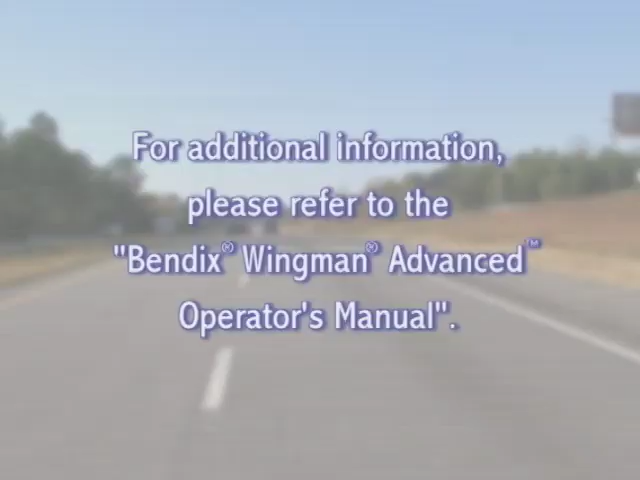 For additional information,
please refer to the
"Bendix® Wingman® Advanced™
Operator's Manual".